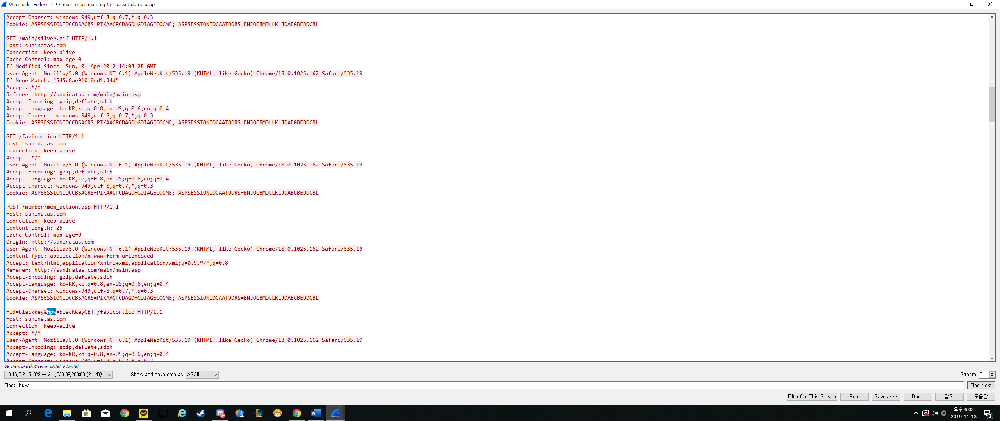 Wireshark · Follow TCP Stream (tcp.stream eq 6) · packet_dump.pcap
Accept-Charset: windows-949,utf-8;q=0.7,*;q=0.3
Cookie: ASPSESSIONIDCCBSACRS=PIKAACPCDAGDHGDIAGECOCME; ASPSESSIONIDCAATDDRS=BNJOCBMDLLKLJDAEGBEDDCBL
GET /main/silver.gif HTTP/1.1
Host: suninatas.com
Connection: keep-alive
Cache-Control: max-age=0
If-Modified-Since: Sun, 01 Apr 2012 14:08:28 GMT
User-Agent: Mozilla/5.0 (Windows NT 6.1) AppleWebKit/535.19 (KHTML, like Gecko) Chrome/18.0.1025.162 Safari/535.19
If-None-Match: "545c8ae91010cd1:34d"
Accept: */*
Referer: http://suninatas.com/main/main.asp
Accept-Encoding: gzip,deflate,sdch
Accept-Language: ko-KR,ko;q=0.8,en-US;q=0.6,en;q=0.4
Accept-Charset: windows-949,utf-8;q=0.7,*;q=0.3
Cookie: ASPSESSIONIDCCBSACRS=PIKAACPCDAGDHGDIAGECOCME; ASPSESSIONIDCAATDDRS=BNJOCBMDLLKLJDAEGBEDDCBL
GET /favicon.ico HTTP/1.1
Host: suninatas.com
Connection: keep-alive
Accept: */*
User-Agent: Mozilla/5.0 (Windows NT 6.1) AppleWebKit/535.19 (KHTML, like Gecko) Chrome/18.0.1025.162 Safari/535.19
Accept-Encoding: gzip,deflate,sdch
Accept-Language: ko-KR,ko;q=0.8,en-US;q=0.6,en;q=0.4
Accept-Charset: windows-949,utf-8;q=0.7,*;q=0.3
Cookie: ASPSESSIONIDCCBSACRS=PIKAACPCDAGDHGDIAGECOCME; ASPSESSIONIDCAATDDRS=BNJOCBMDLLKLJDAEGBEDDCBL
POST /member/mem_action.asp HTTP/1.1
Host: suninatas.com
Connection: keep-alive
Content-Length: 25
Cache-Control: max-age=0
Origin: http://suninatas.com
User-Agent: Mozilla/5.0 (Windows NT 6.1) AppleWebKit/535.19 (KHTML, like Gecko) Chrome/18.0.1025.162 Safari/535.19
Content-Type: application/x-www-form-urlencoded
Accept: text/html,application/xhtml+xml,application/xml;q=0.9,*/*;q=0.8
Referer: http://suninatas.com/main/main.asp
Accept-Encoding: gzip,deflate,sdch
Accept-Language: ko-KR,ko;q=0.8,en-US;q=0.6,en;q=0.4
Accept-Charset: windows-949,utf-8;q=0.7,*;q=0.3
Cookie: ASPSESSIONIDCCBSACRS=PIKAACPCDAGDHGDIAGECOCME; ASPSESSIONIDCAATDDRS=BNJOCBMDLLKLJDAEGBEDDCBL
Hid=blackkey&Hpw=blackkeyGET /favicon.ico HTTP/1.1
Host: suninatas.com
Connection: keep-alive
Accept: */*
User-Agent: Mozilla/5.0 (Windows NT 6.1) AppleWebKit/535.19 (KHTML, like Gecko) Chrome/18.0.1025.162 Safari/535.19
Accept-Encoding: gzip,deflate,sdch
Accept-Language: ko-KR,ko;q=0.8,en-US;q=0.6,en;q=0.4
Accept-Charset: windows-949,utf-8;q=0.7,*;q=0.3
39 client pkt(s), 0 server pkt(s), 0 turn(s).
10.16.7.21:51329 → 211.233.89.203:80 (21 kB) Show and save data as ASCII Stream 6
Find: Hpw Find Next
Filter Out This Stream Print Save as… Back 닫기 도움말
TALK 9+ 오후 6:02
2019-11-18 3